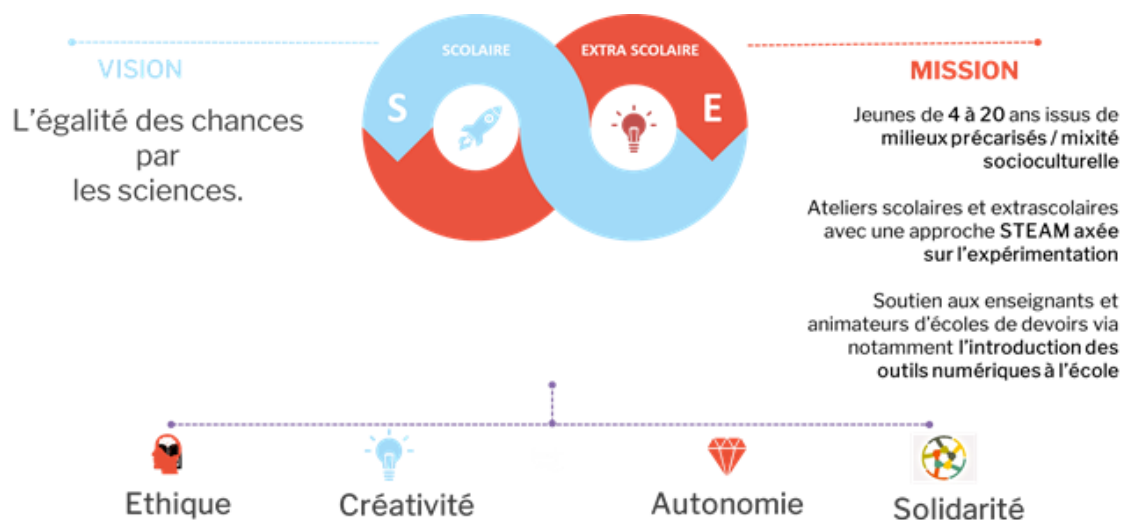 SCOLAIRE
EXTRA SCOLAIRE
S
E
VISION
L’égalité des chances
par
les sciences.
MISSION
Jeunes de 4 à 20 ans issus de
milieux précarisés / mixité
socioculturelle
Ateliers scolaires et extrascolaires
avec une approche STEAM axée
sur l’expérimentation
Soutien aux enseignants et
animateurs d’écoles de devoirs via
notamment l’introduction des
outils numériques à l’école
Ethique
Créativité
Autonomie
Solidarité